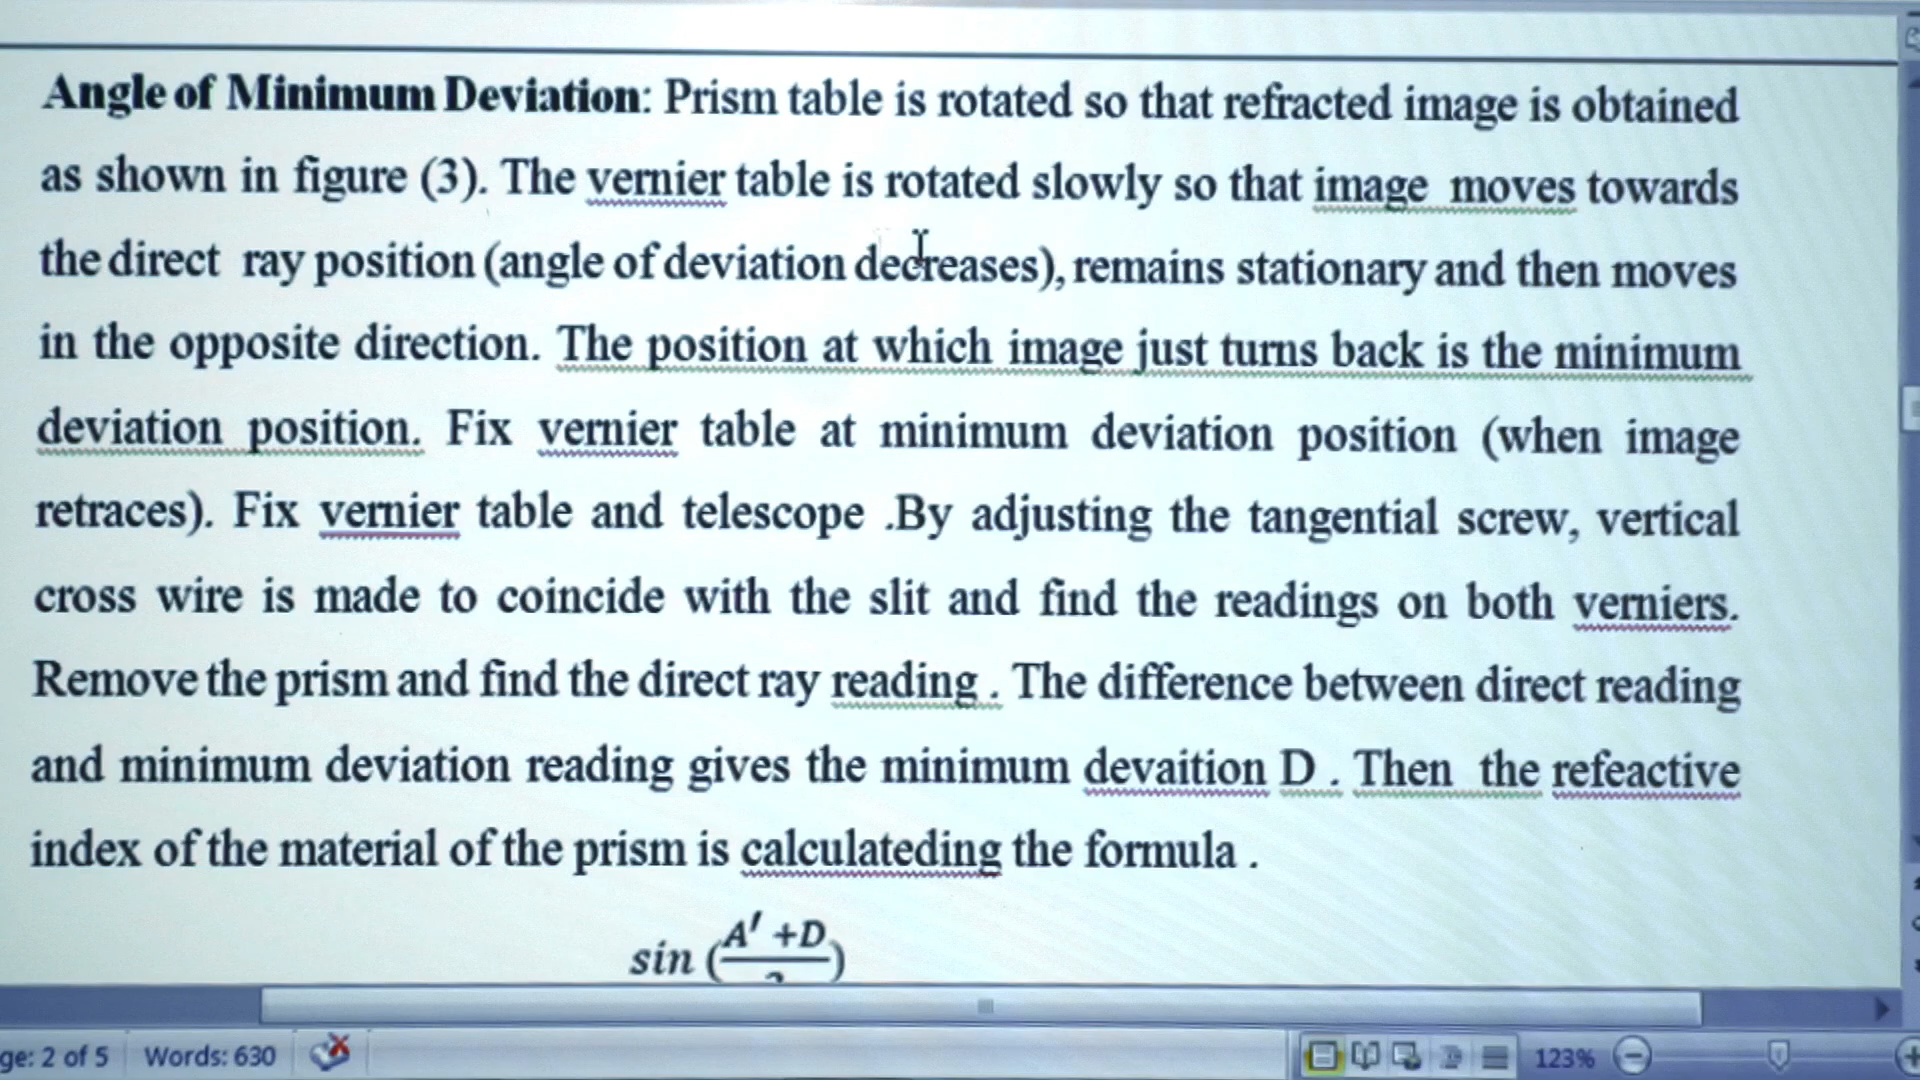 Angle of Minimum Deviation: Prism table is rotated so that refracted image is obtained
as shown in figure (3). The vernier table is rotated slowly so that image moves towards
the direct ray position (angle of deviation decreases), remains stationary and then moves
in the opposite direction. The position at which image just turns back is the minimum
deviation position. Fix vernier table at minimum deviation position (when image
retraces). Fix vernier table and telescope .By adjusting the tangential screw, vertical
cross wire is made to coincide with the slit and find the readings on both verniers.
Remove the prism and find the direct ray reading . The difference between direct reading
and minimum deviation reading gives the minimum devaition D . Then the refeactive
index of the material of the prism is calculateding the formula .
sin (A' +D
ge: 2 of 5 Words: 630 123%